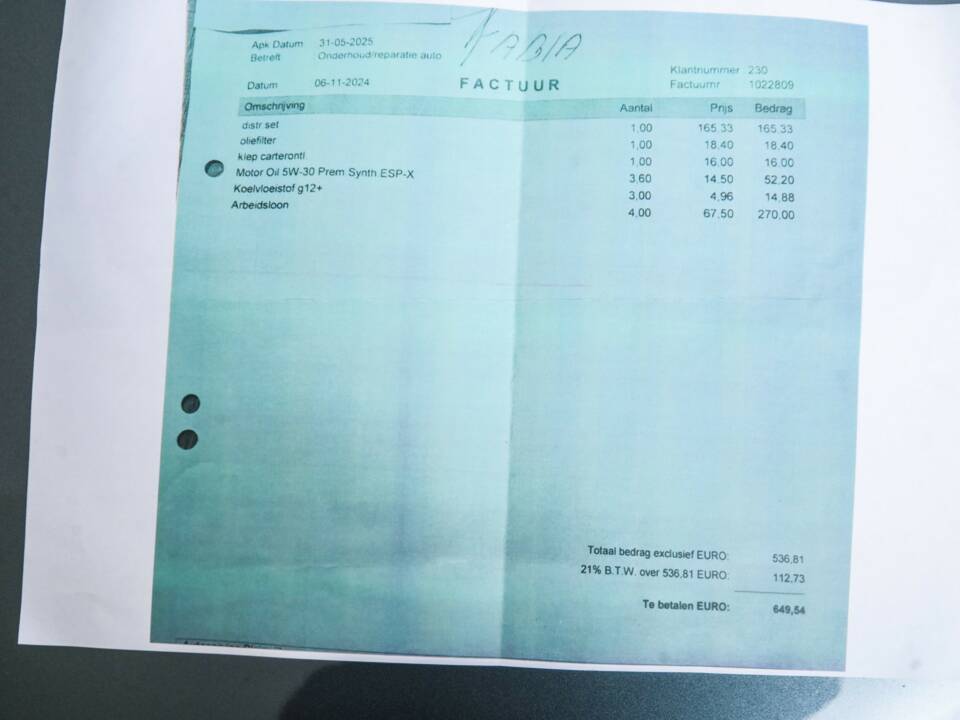 Apk Datum 31-05-2025
FABIA
Betreft Onderhoud/reparatie auto
Klantnummer 230
Datum 06-11-2024 FACTUUR Factuurnr 1022809
Omschrijving Aantal Prijs Bedrag
distr.set 1,00 165,33 165,33
oliefilter 1,00 18,40 18,40
klep carteronti 1,00 16,00 16,00
Motor Oil 5W-30 Prem Synth ESP-X 3,60 14,50 52,20
Koelvloeistof g12+ 3,00 4,96 14,88
Arbeidsloon 4,00 67,50 270,00
Totaal bedrag exclusief EURO: 536,81
21% B.T.W. over 536,81 EURO: 112,73
Te betalen EURO: 649,54